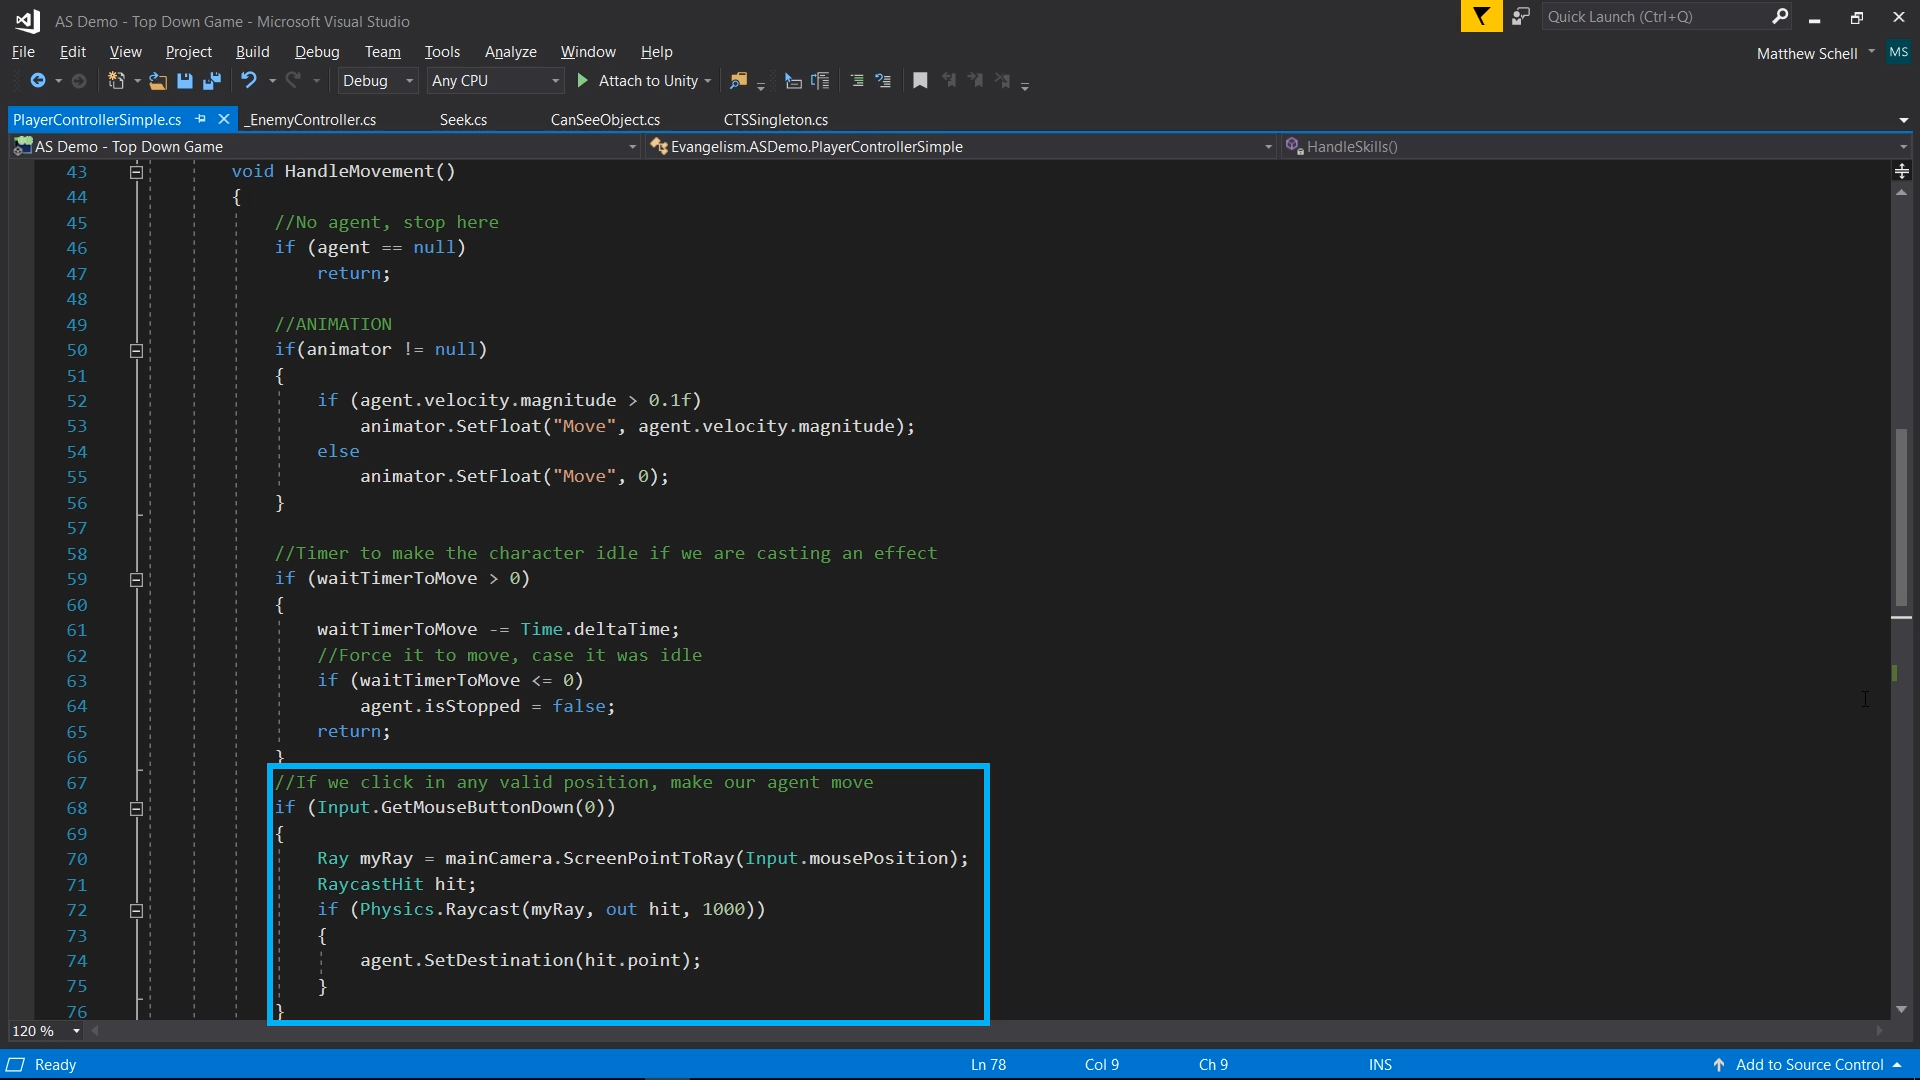 AS Demo - Top Down Game - Microsoft Visual Studio
Quick Launch (Ctrl+Q)
File Edit View Project Build Debug Team Tools Analyze Window Help
Matthew Schell MS
Debug Any CPU Attach to Unity
PlayerControllerSimple.cs _EnemyController.cs Seek.cs CanSeeObject.cs CTSSingleton.cs
AS Demo - Top Down Game Evangelism.ASDemo.PlayerControllerSimple HandleSkills()
43 void HandleMovement()
44 {
45 //No agent, stop here
46 if (agent == null)
47 return;
48
49 //ANIMATION
50 if(animator != null)
51 {
52 if (agent.velocity.magnitude > 0.1f)
53 animator.SetFloat("Move", agent.velocity.magnitude);
54 else
55 animator.SetFloat("Move", 0);
56 }
57
58 //Timer to make the character idle if we are casting an effect
59 if (waitTimerToMove > 0)
60 {
61 waitTimerToMove -= Time.deltaTime;
62 //Force it to move, case it was idle
63 if (waitTimerToMove <= 0)
64 agent.isStopped = false;
65 return;
66 }
67 //If we click in any valid position, make our agent move
68 if (Input.GetMouseButtonDown(0))
69 {
70 Ray myRay = mainCamera.ScreenPointToRay(Input.mousePosition);
71 RaycastHit hit;
72 if (Physics.Raycast(myRay, out hit, 1000))
73 {
74 agent.SetDestination(hit.point);
75 }
76 }
120 %
Ready Ln 78 Col 9 Ch 9 INS Add to Source Control